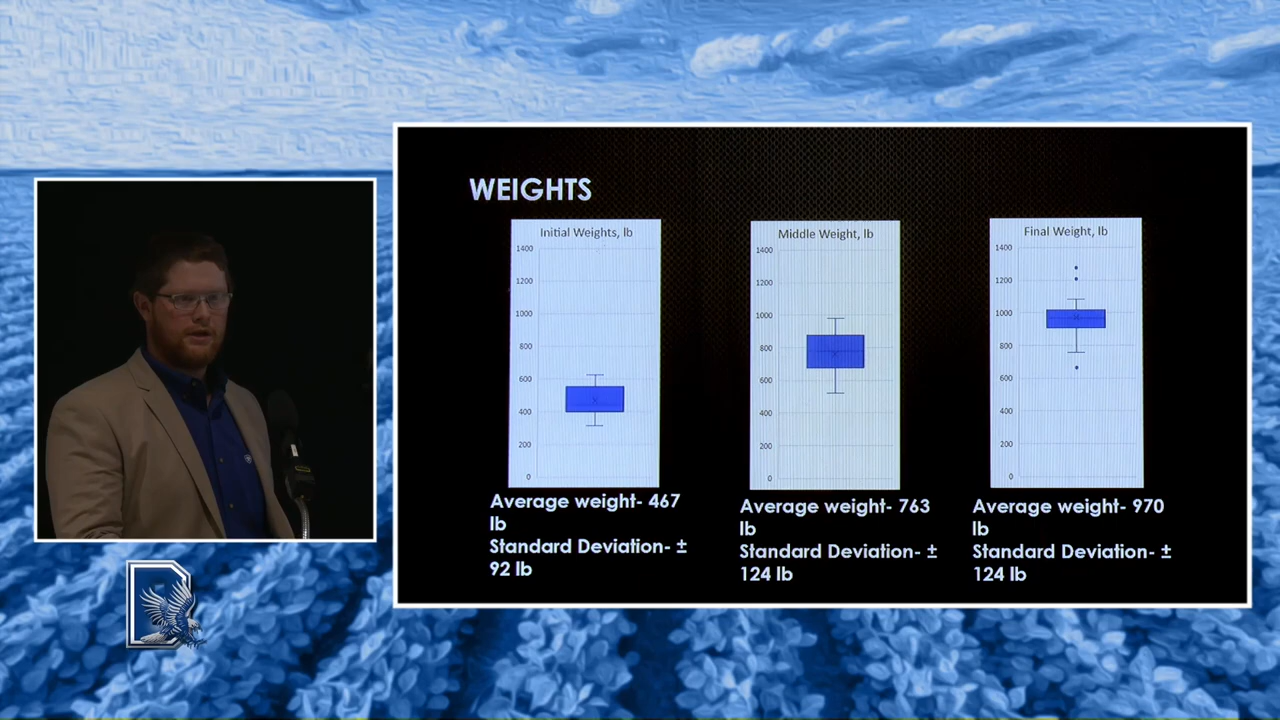 WEIGHTS
Initial Weights, lb
1400
1200
1000
800
600
400
200
0
Average weight- 467
lb
Standard Deviation- ±
92 lb
Middle Weight, lb
1400
1200
1000
800
600
400
200
0
Average weight- 763
lb
Standard Deviation- ±
124 lb
Final Weight, lb
1400
1200
1000
800
600
400
200
0
Average weight- 970
lb
Standard Deviation- ±
124 lb
D